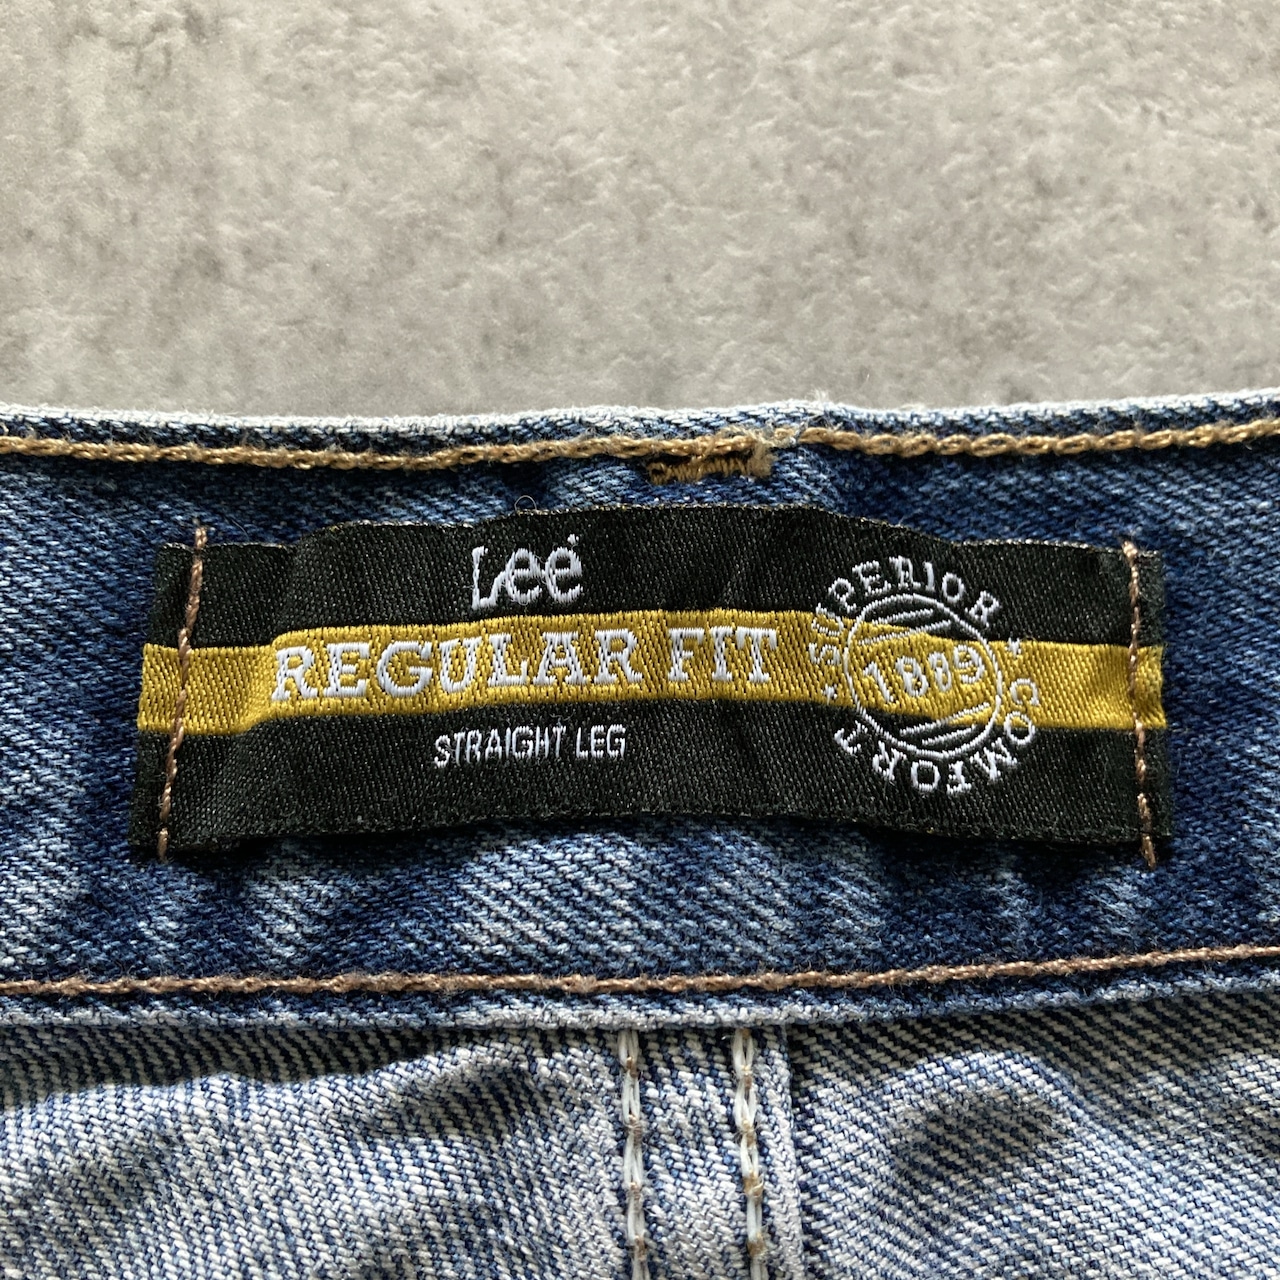 Lee
REGULAR FIT
STRAIGHT LEG
SUPERIOR
1889
COMFORT